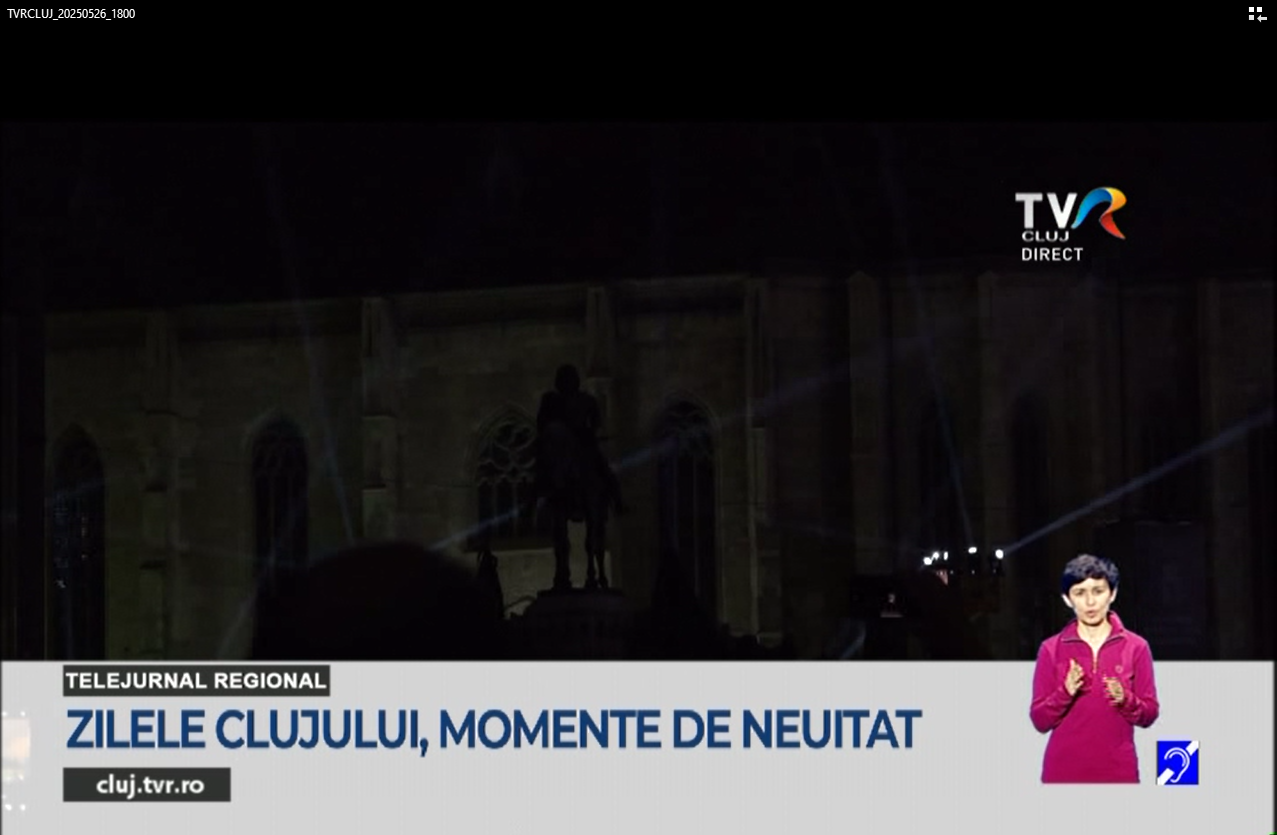 TVRCLUJ_20250526_1800
TVR
CLUJ
DIRECT
TELEJURNAL REGIONAL
ZILELE CLUJULUI, MOMENTE DE NEUITAT
cluj.tvr.ro